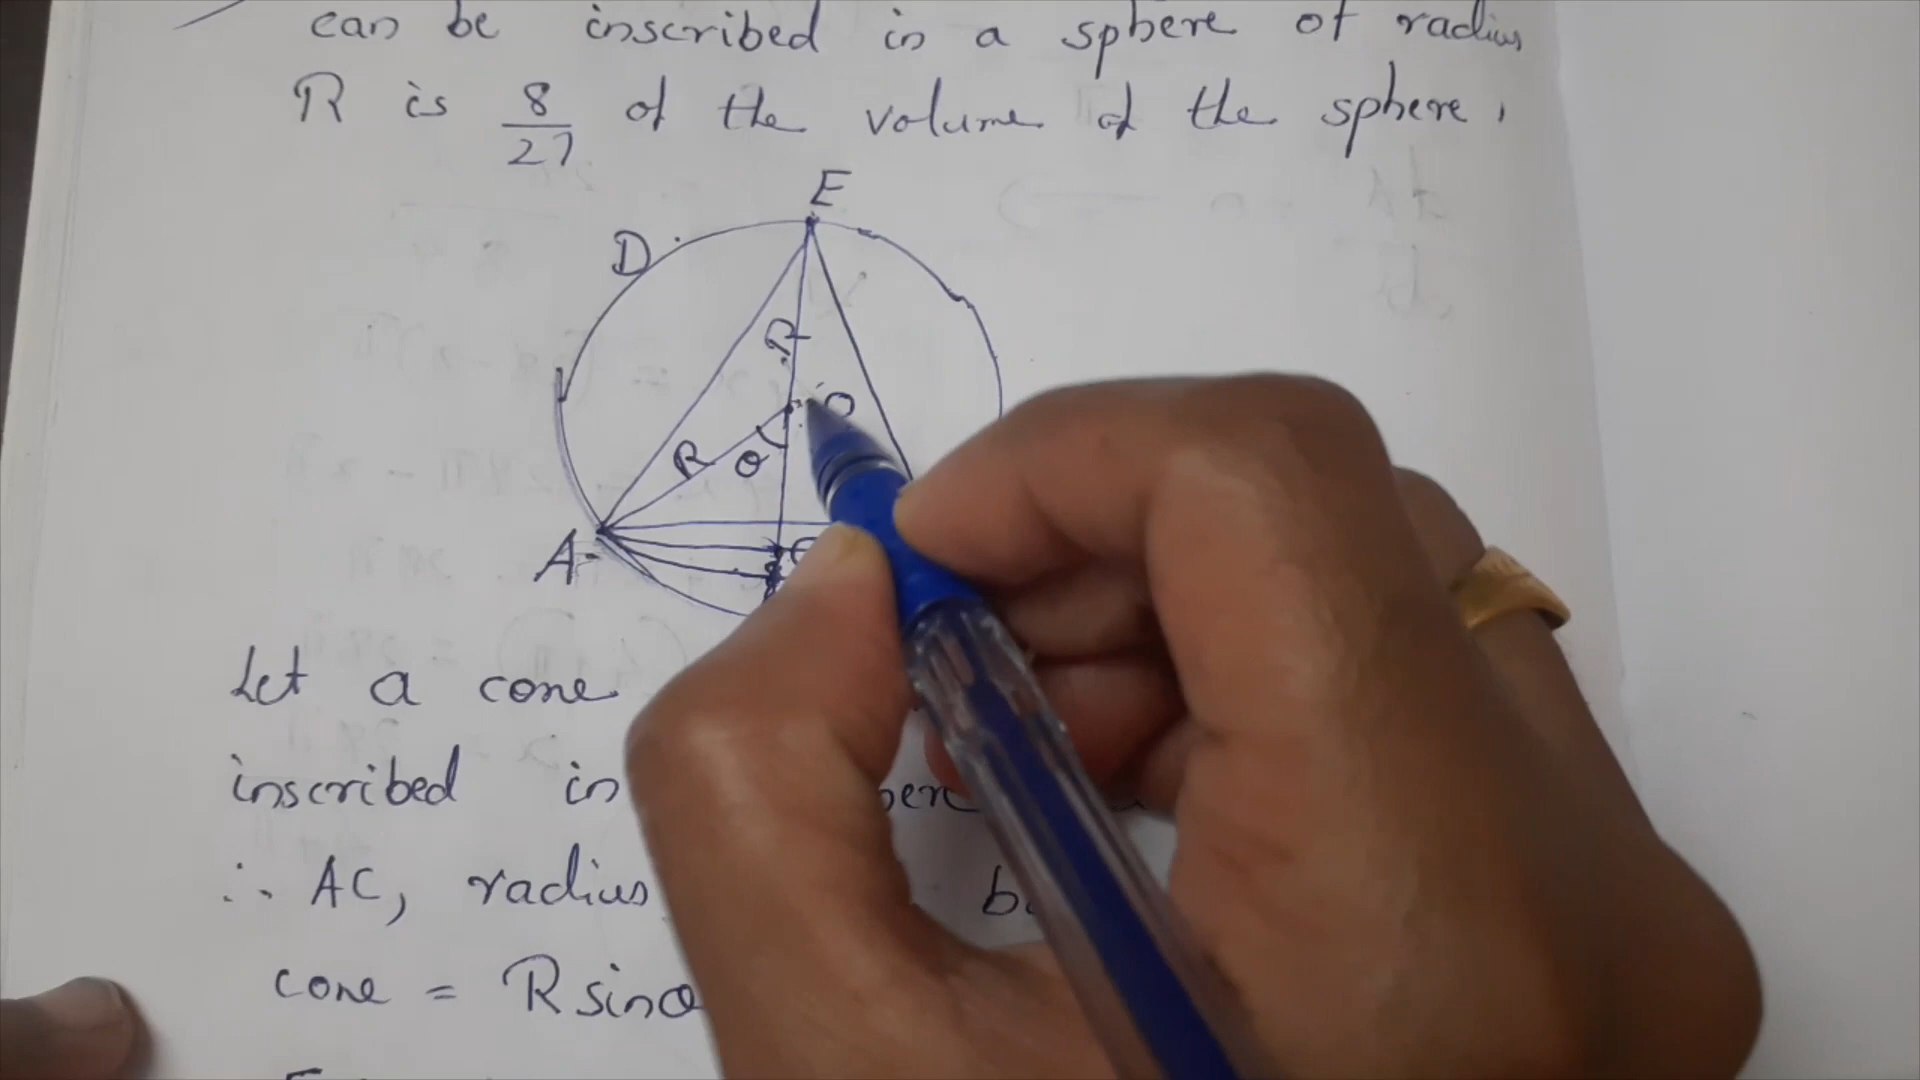 can be inscribed in a sphere of radius
R is 8/27 of the volume of the sphere.
E
D
R
O
R θ
A
C
Let a cone
inscribed in
∴ AC, radius
cone = R sinθ